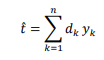 t̂ = ∑_{k=1}^{n} d_k y_k